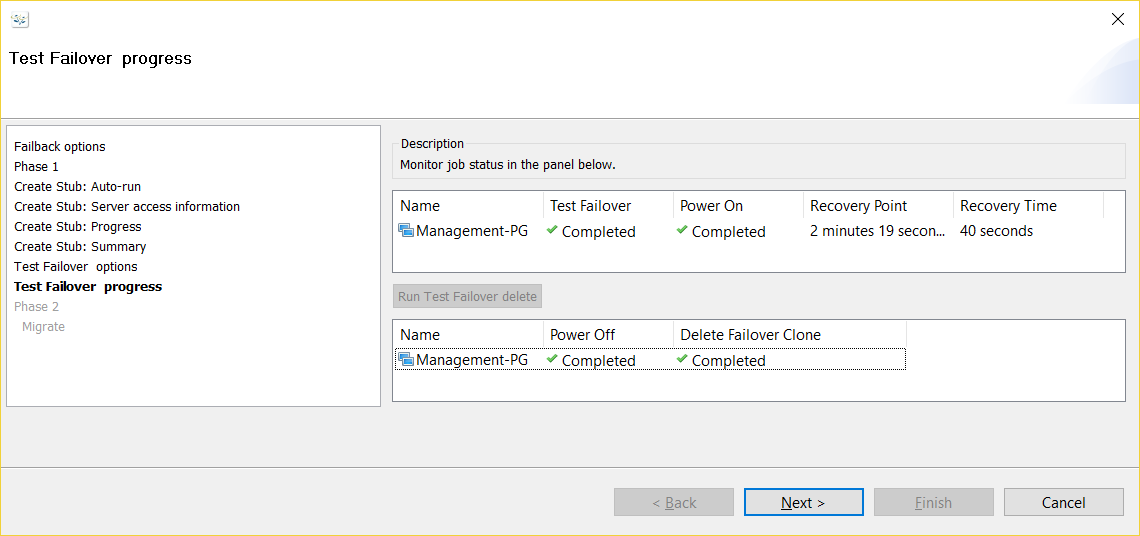 Test Failover  progress
Failback options
Phase 1
Create Stub: Auto-run
Create Stub: Server access information
Create Stub: Progress
Create Stub: Summary
Test Failover  options
Test Failover  progress
Phase 2
Migrate
Description
Monitor job status in the panel below.
Name Test Failover Power On Recovery Point Recovery Time
Management-PG Completed Completed 2 minutes 19 secon... 40 seconds
Run Test Failover delete
Name Power Off Delete Failover Clone
Management-PG Completed Completed
< Back Next > Finish Cancel